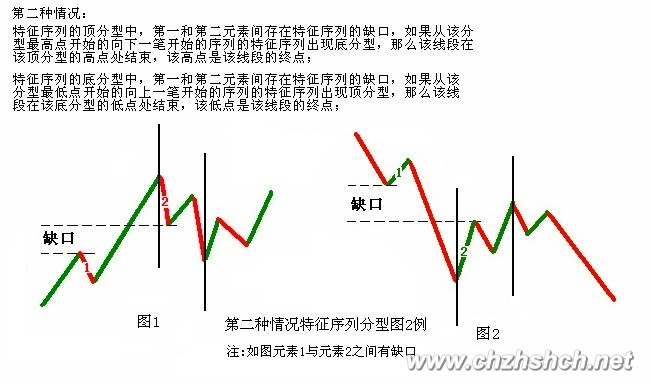 第二种情况:
特征序列的顶分型中，第一和第二元素间存在特征序列的缺口，如果从该分
型最高点开始的向下一笔开始的序列的特征序列出现底分型，那么该线段在
该顶分型的高点处结束，该高点是该线段的终点；
特征序列的底分型中，第一和第二元素间存在特征序列的缺口，如果从该
分型最低点开始的向上一笔开始的序列的特征序列出现顶分型，那么该线
段在该底分型的低点处结束，该低点是该线段的终点；
缺口
1
2
图1
缺口
1
2
图2
第二种情况特征序列分型图2例
注:如图元素1与元素2之间有缺口
www.chzhshch.net